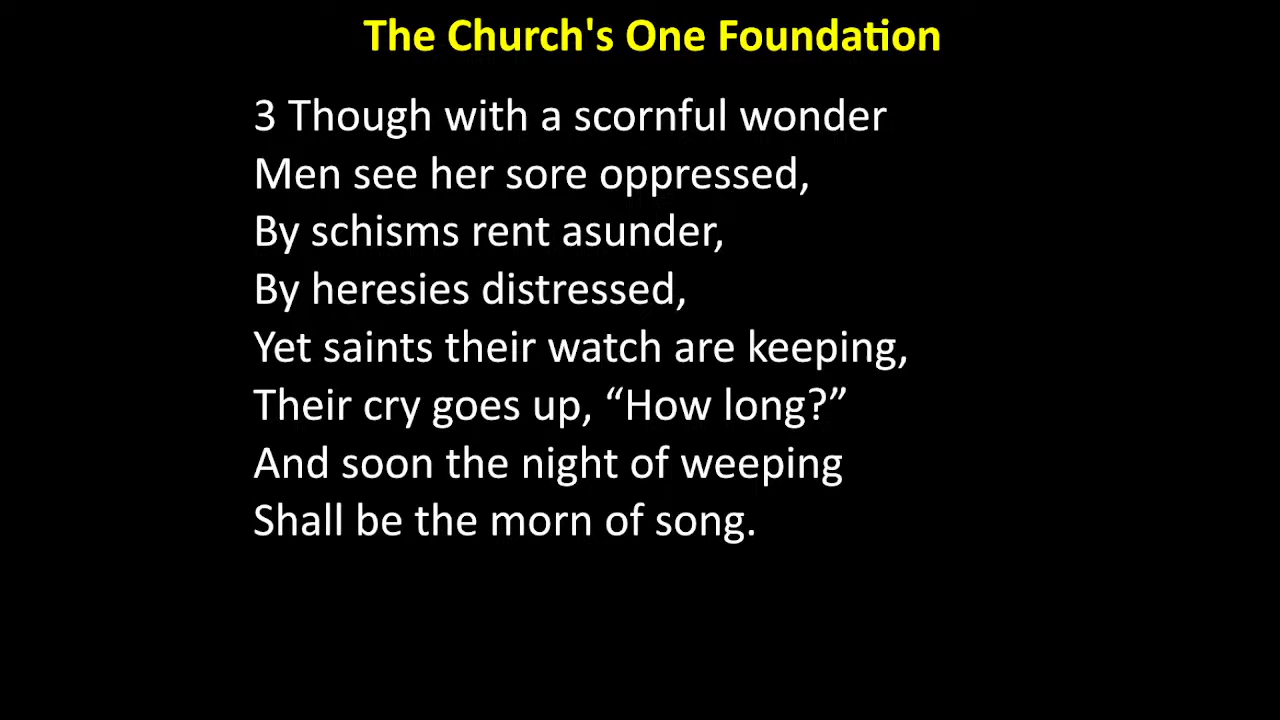 The Church's One Foundation
3 Though with a scornful wonder
Men see her sore oppressed,
By schisms rent asunder,
By heresies distressed,
Yet saints their watch are keeping,
Their cry goes up, “How long?”
And soon the night of weeping
Shall be the morn of song.